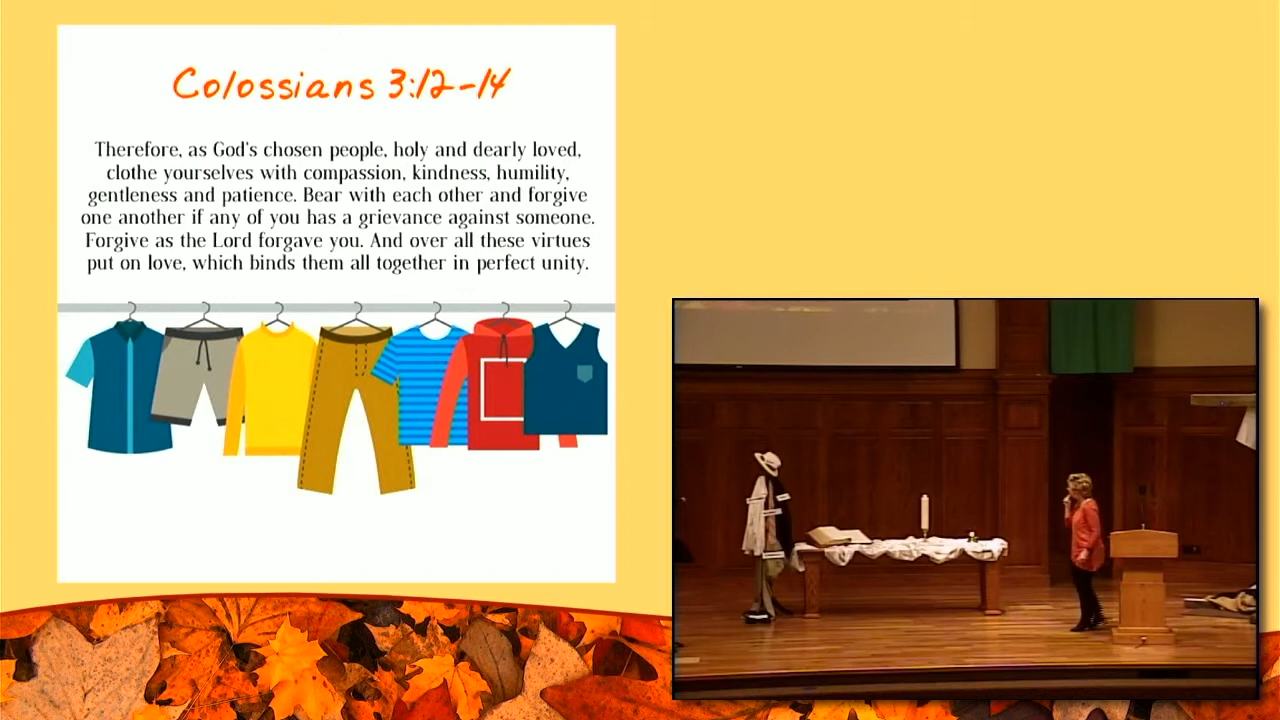 Colossians 3:12-14
Therefore, as God's chosen people, holy and dearly loved,
clothe yourselves with compassion, kindness, humility,
gentleness and patience. Bear with each other and forgive
one another if any of you has a grievance against someone.
Forgive as the Lord forgave you. And over all these virtues
put on love, which binds them all together in perfect unity.